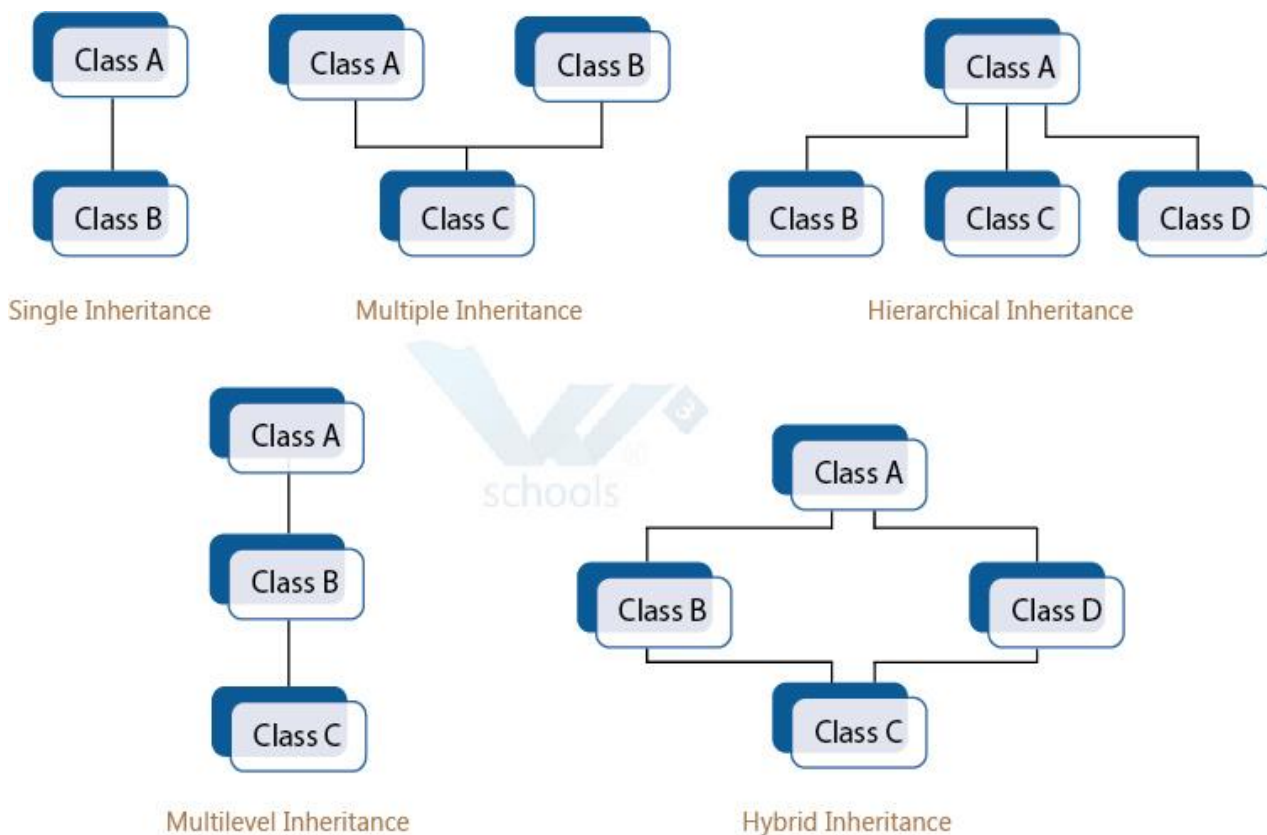 Class A
Class B
Single Inheritance
Class A
Class B
Class C
Multiple Inheritance
Class A
Class B
Class C
Class D
Hierarchical Inheritance
schools
3
Class A
Class B
Class C
Multilevel Inheritance
Class A
Class B
Class D
Class C
Hybrid Inheritance